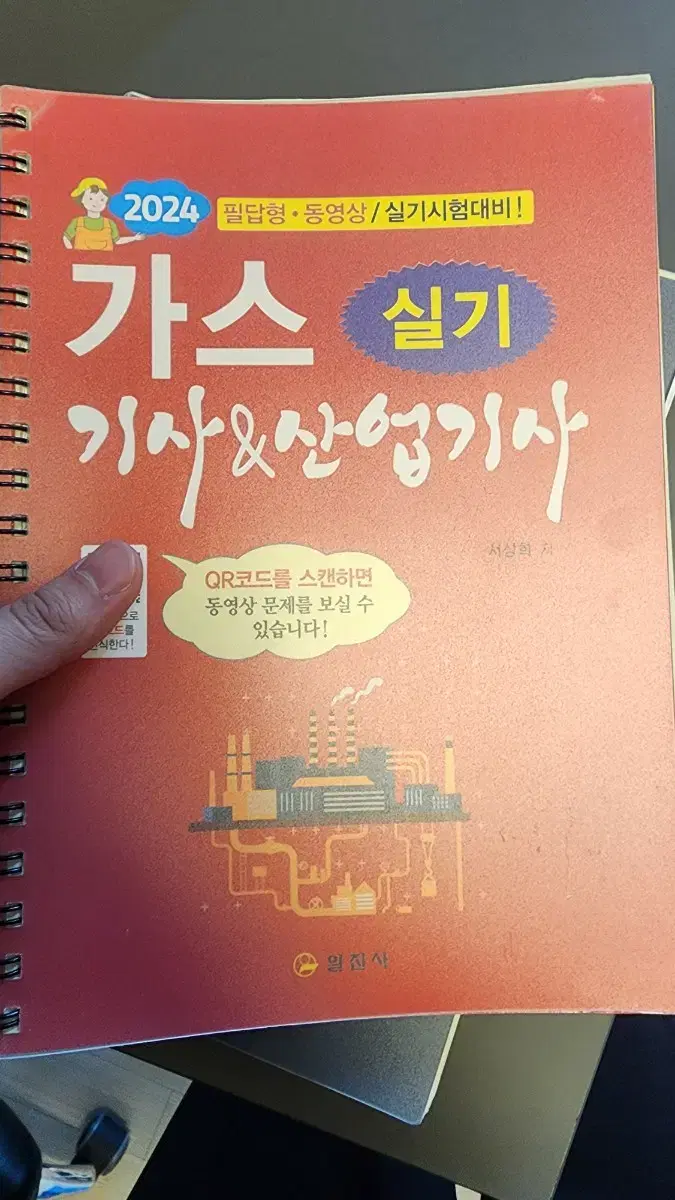 2024
필답형·동영상/실기시험대비!
가스 실기
기사&산업기사
서상희 저
QR코드를 스캔하면
동영상 문제를 보실 수
있습니다!
일진사